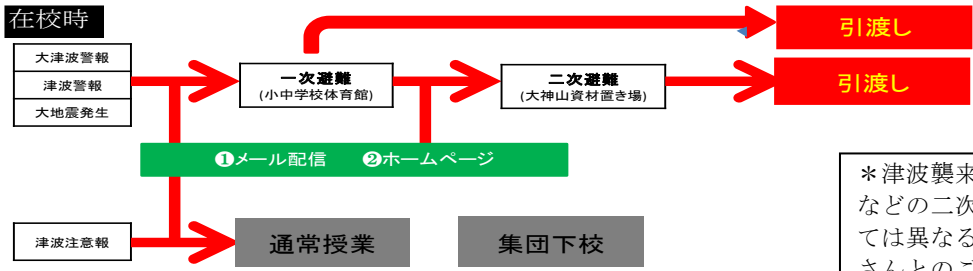 在校時
大津波警報
津波警報
大地震発生
一次避難
(小中学校体育館)
二次避難
(大神山資材置き場)
引渡し
引渡し
❶メール配信 ❷ホームページ
津波注意報
通常授業
集団下校
＊津波襲来
などの二次
ては異なる
さんとのこ